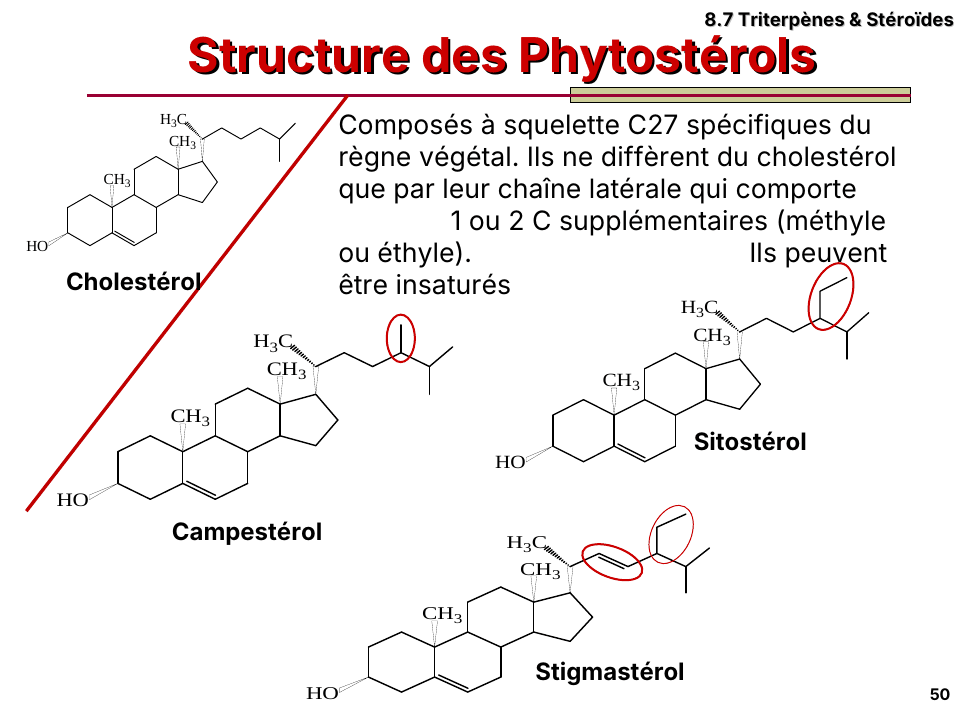 8.7 Triterpènes & Stéroïdes
Structure des Phytostérols
Composés à squelette C27 spécifiques du
règne végétal. Ils ne diffèrent du cholestérol
que par leur chaîne latérale qui comporte
1 ou 2 C supplémentaires (méthyle
ou éthyle). Ils peuvent
être insaturés
H₃C
CH₃
CH₃
HO
Cholestérol
H₃C
CH₃
CH₃
HO
Campestérol
H₃C
CH₃
CH₃
HO
Sitostérol
H₃C
CH₃
CH₃
HO
Stigmastérol
50